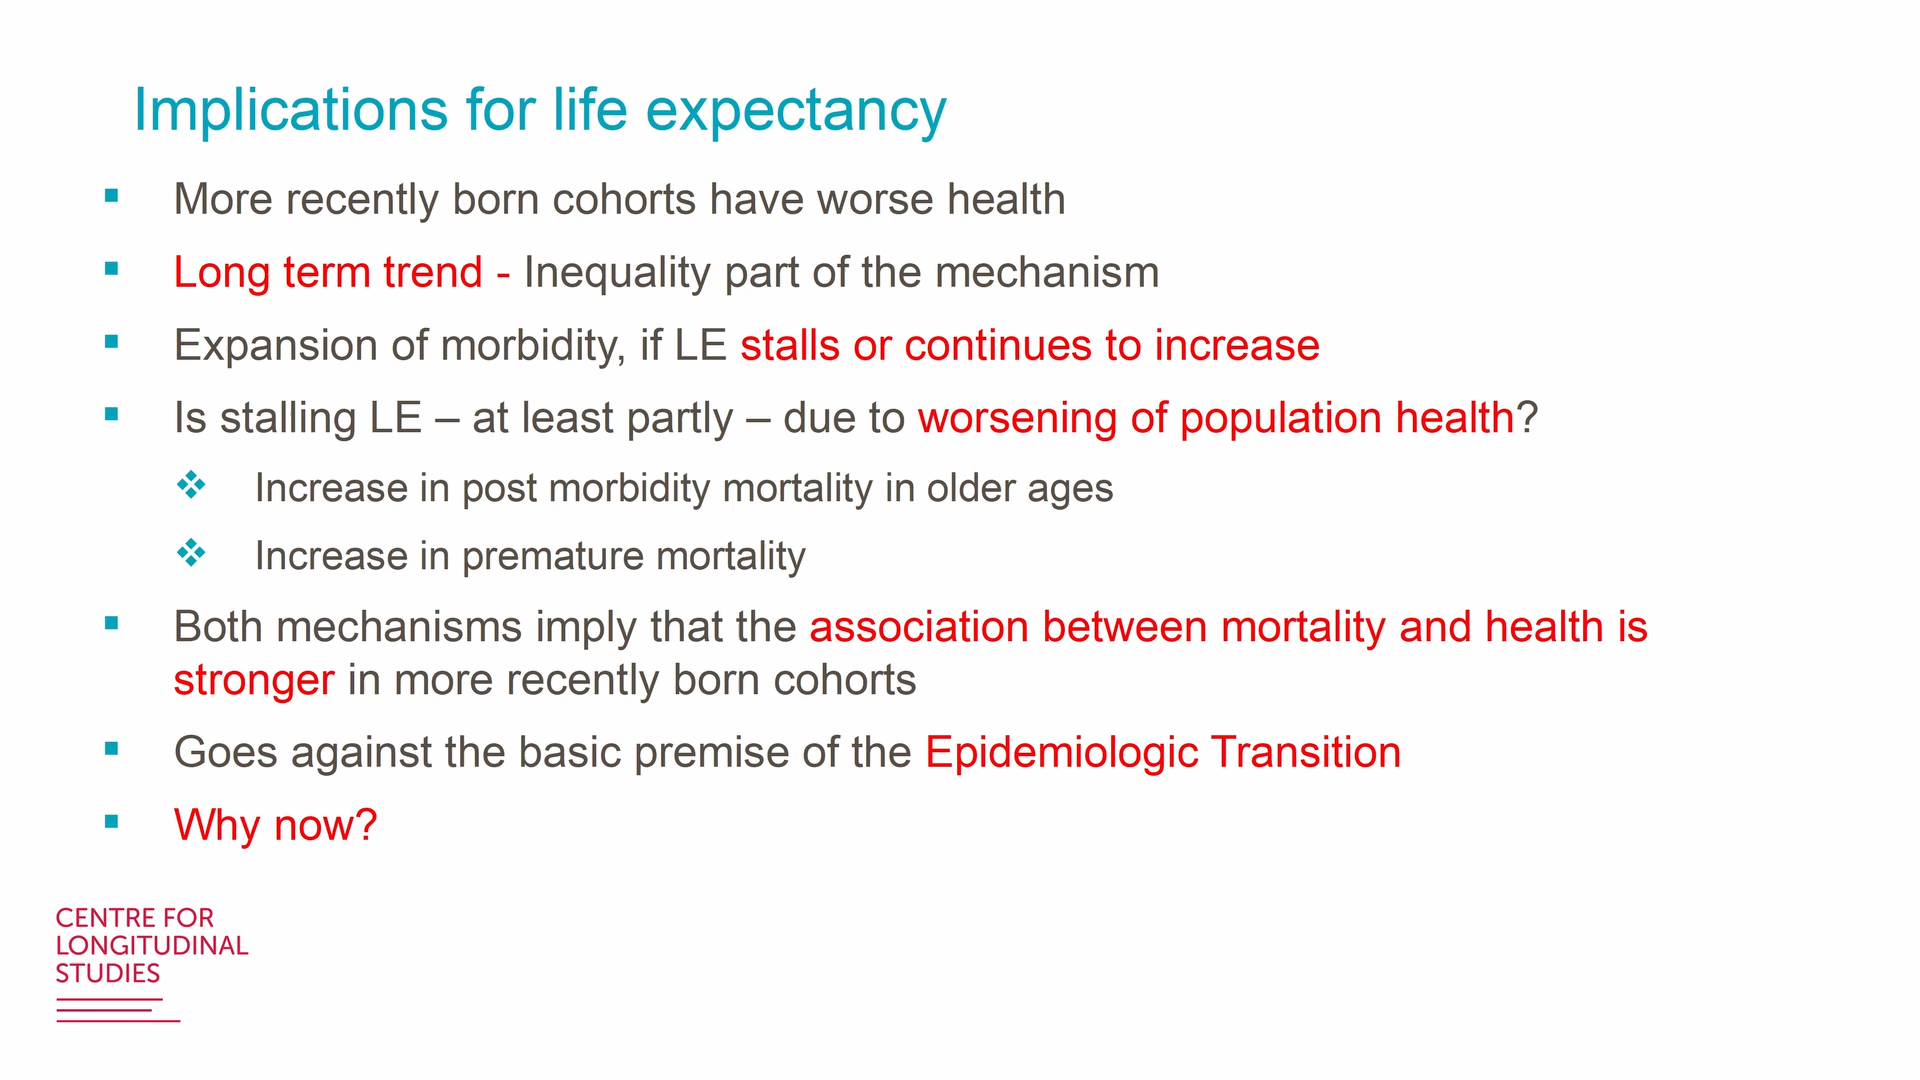 Implications for life expectancy
More recently born cohorts have worse health
Long term trend - Inequality part of the mechanism
Expansion of morbidity, if LE stalls or continues to increase
Is stalling LE – at least partly – due to worsening of population health?
Increase in post morbidity mortality in older ages
Increase in premature mortality
Both mechanisms imply that the association between mortality and health is
stronger in more recently born cohorts
Goes against the basic premise of the Epidemiologic Transition
Why now?
CENTRE FOR
LONGITUDINAL
STUDIES